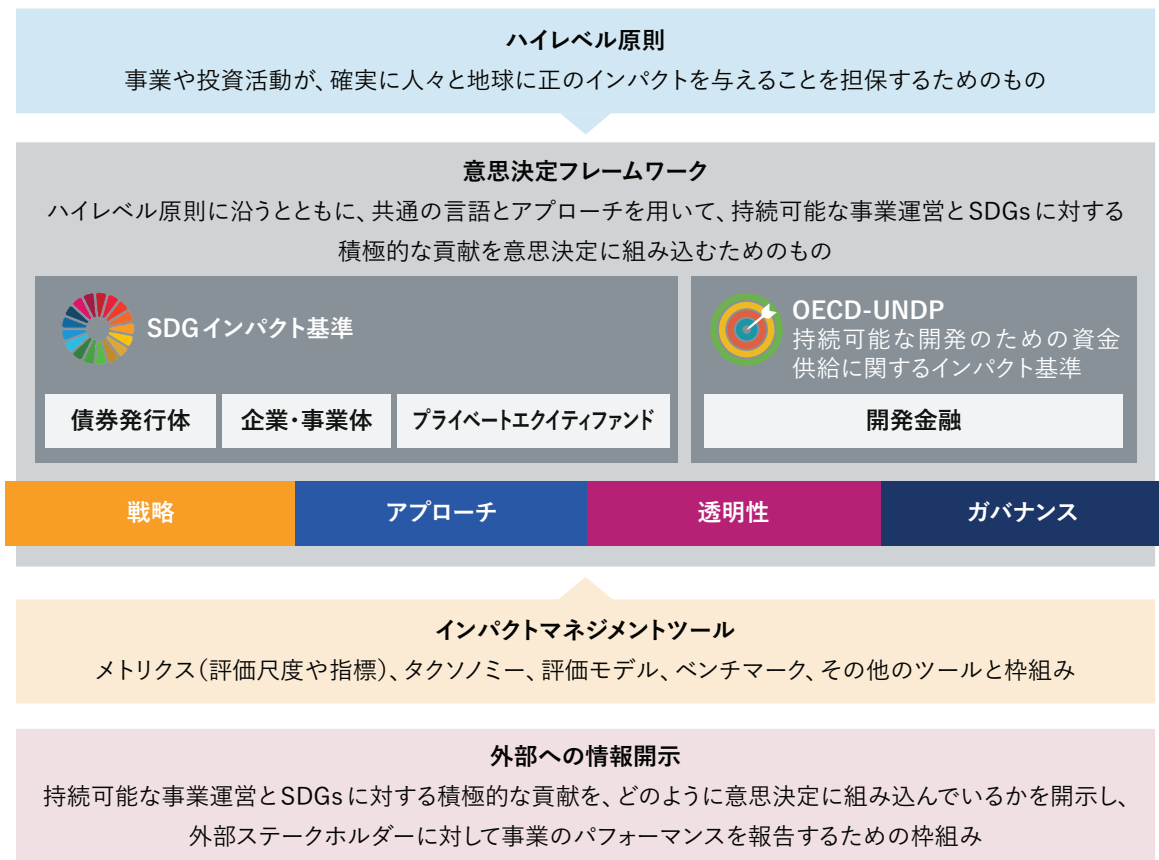 ハイレベル原則
事業や投資活動が、確実に人々と地球に正のインパクトを与えることを担保するためのもの
意思決定フレームワーク
ハイレベル原則に沿うとともに、共通の言語とアプローチを用いて、持続可能な事業運営とSDGsに対する
積極的な貢献を意思決定に組み込むためのもの
SDGインパクト基準
債券発行体
企業・事業体
プライベートエクイティファンド
OECD-UNDP
持続可能な開発のための資金
供給に関するインパクト基準
開発金融
戦略
アプローチ
透明性
ガバナンス
インパクトマネジメントツール
メトリクス（評価尺度や指標）、タクソノミー、評価モデル、ベンチマーク、その他のツールと枠組み
外部への情報開示
持続可能な事業運営とSDGsに対する積極的な貢献を、どのように意思決定に組み込んでいるかを開示し、
外部ステークホルダーに対して事業のパフォーマンスを報告するための枠組み